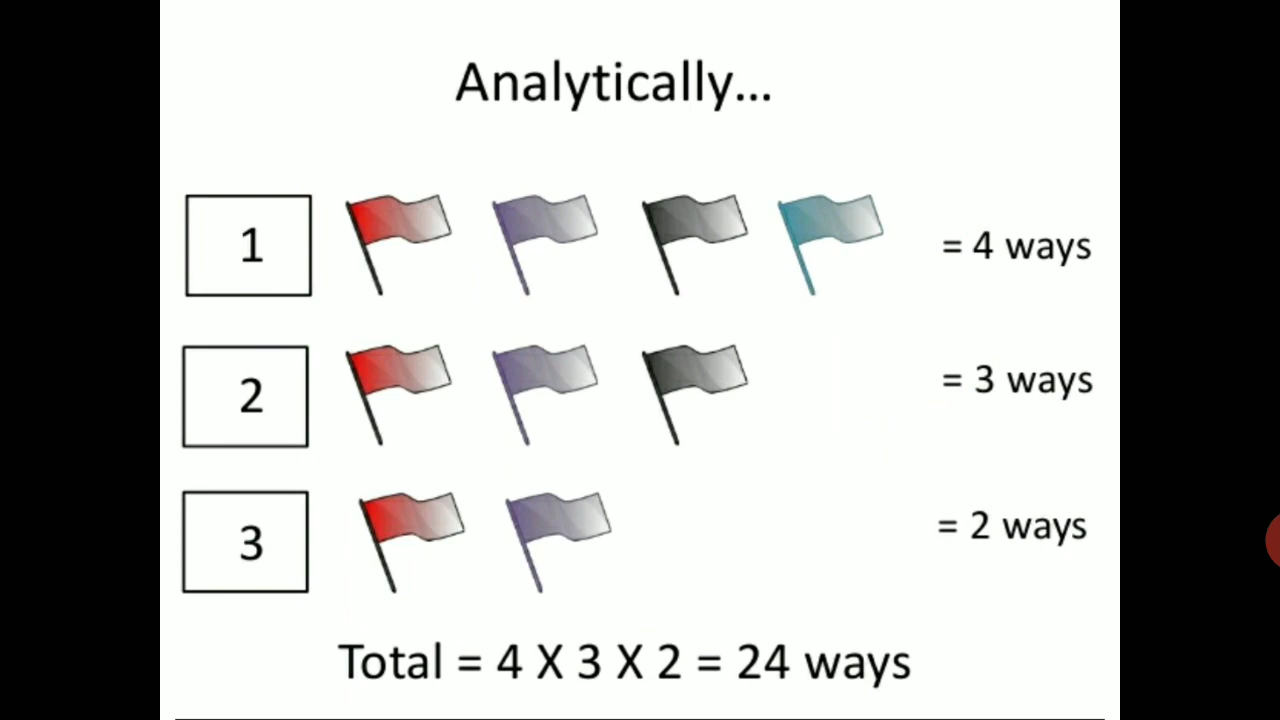 Analytically...
1 = 4 ways
2 = 3 ways
3 = 2 ways
Total = 4 X 3 X 2 = 24 ways